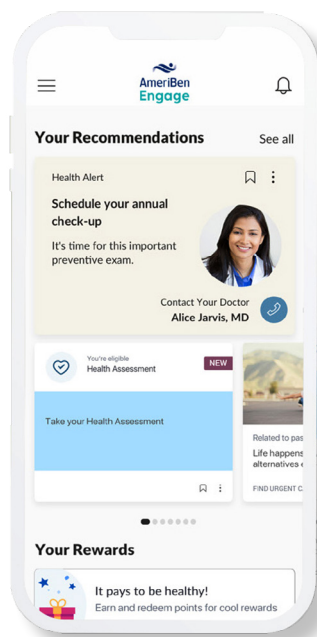 AmeriBen
Engage
Your Recommendations
See all
Health Alert
Schedule your annual
check-up
It's time for this important
preventive exam.
Contact Your Doctor
Alice Jarvis, MD
You're eligible
Health Assessment
NEW
Take your Health Assessment
Related to pas
Life happens
alternatives
FIND URGENT C
Your Rewards
It pays to be healthy!
Earn and redeem points for cool rewards